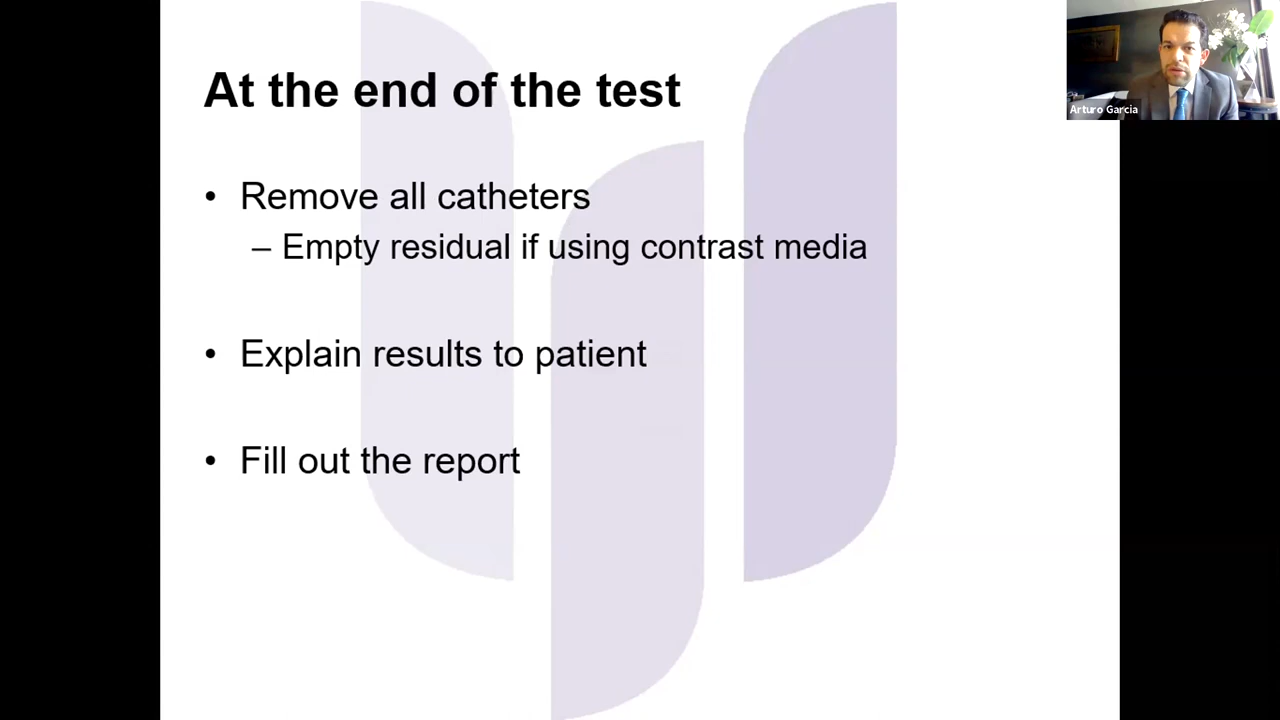 At the end of the test
• Remove all catheters
– Empty residual if using contrast media
• Explain results to patient
• Fill out the report
Arturo Garcia